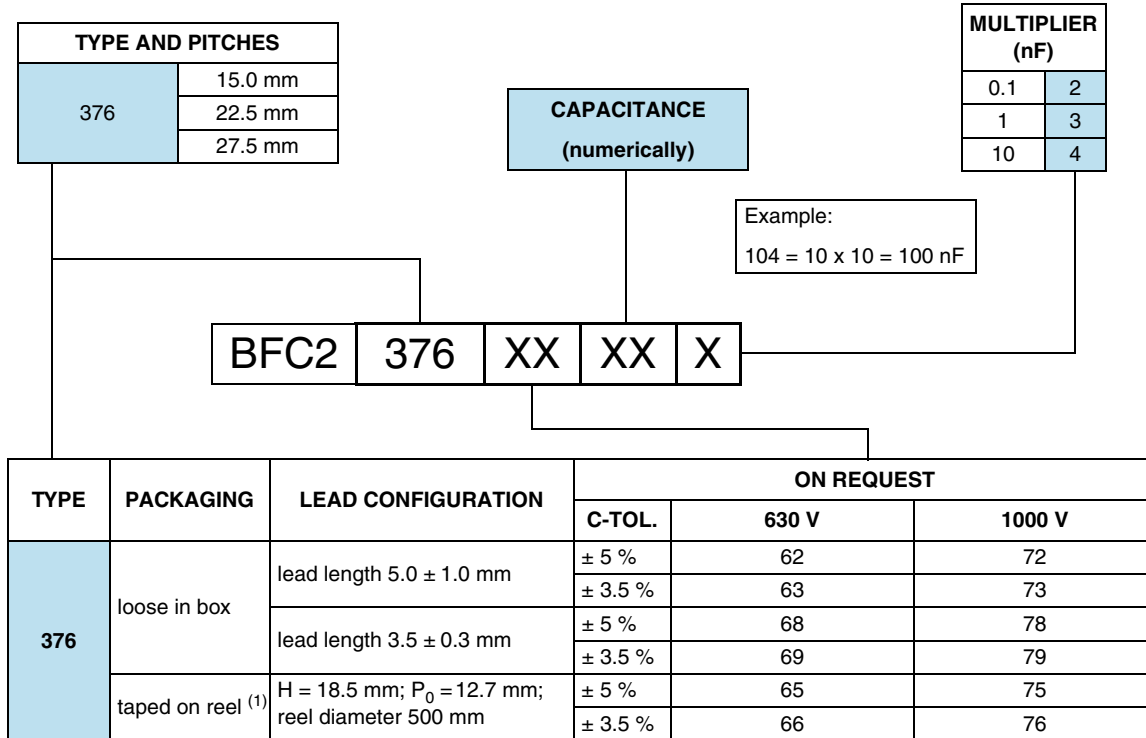 TYPE AND PITCHES
376
15.0 mm
22.5 mm
27.5 mm
CAPACITANCE
(numerically)
MULTIPLIER
(nF)
0.1 2
1 3
10 4
Example:
104 = 10 x 10 = 100 nF
BFC2 376 XX XX X
TYPE PACKAGING LEAD CONFIGURATION ON REQUEST
C-TOL. 630 V 1000 V
376
loose in box
lead length 5.0 ± 1.0 mm
± 5 % 62 72
± 3.5 % 63 73
lead length 3.5 ± 0.3 mm
± 5 % 68 78
± 3.5 % 69 79
taped on reel (1)
H = 18.5 mm; P0 = 12.7 mm;
reel diameter 500 mm
± 5 % 65 75
± 3.5 % 66 76